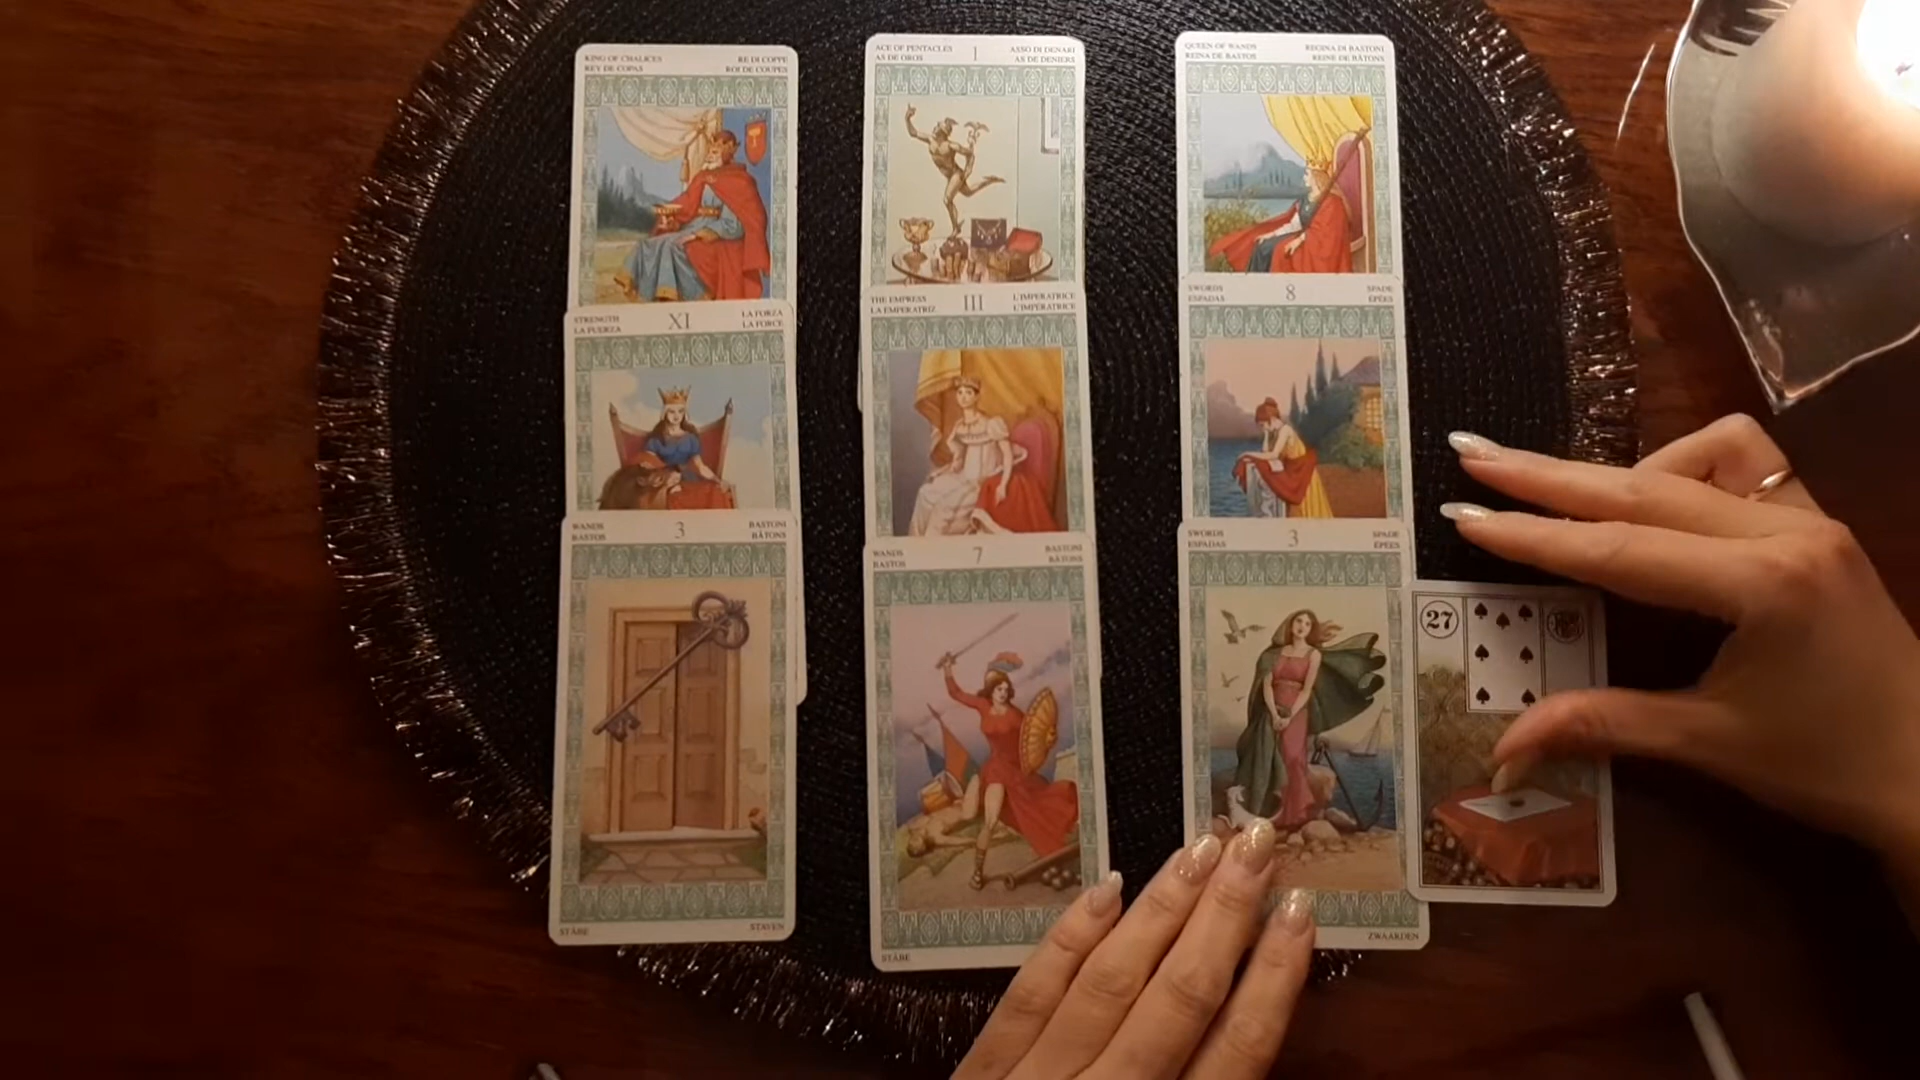 KING OF CHALICES RE DI COPPE
REY DE COPAS ROI DE COUPES
ACE OF PENTACLES 1 ASSO DI DENARI
AS DE OROS AS DE DENIERS
QUEEN OF WANDS REGINA DI BASTONI
REINA DE BASTOS REINE DE BÂTONS
STRENGTH XI LA FORZA
LA FUERZA LA FORCE
THE EMPRESS III L'IMPERATRICE
LA EMPERATRIZ L'IMPÉRATRICE
SWORDS 8 SPADE
ESPADAS ÉPÉES
WANDS 3 BASTONI
BASTOS BÂTONS
WANDS 7 BASTONI
BASTOS BÂTONS
SWORDS 3 SPADE
ESPADAS ÉPÉES
27
STÄBE STAVEN
STÄBE
ZWAARDEN